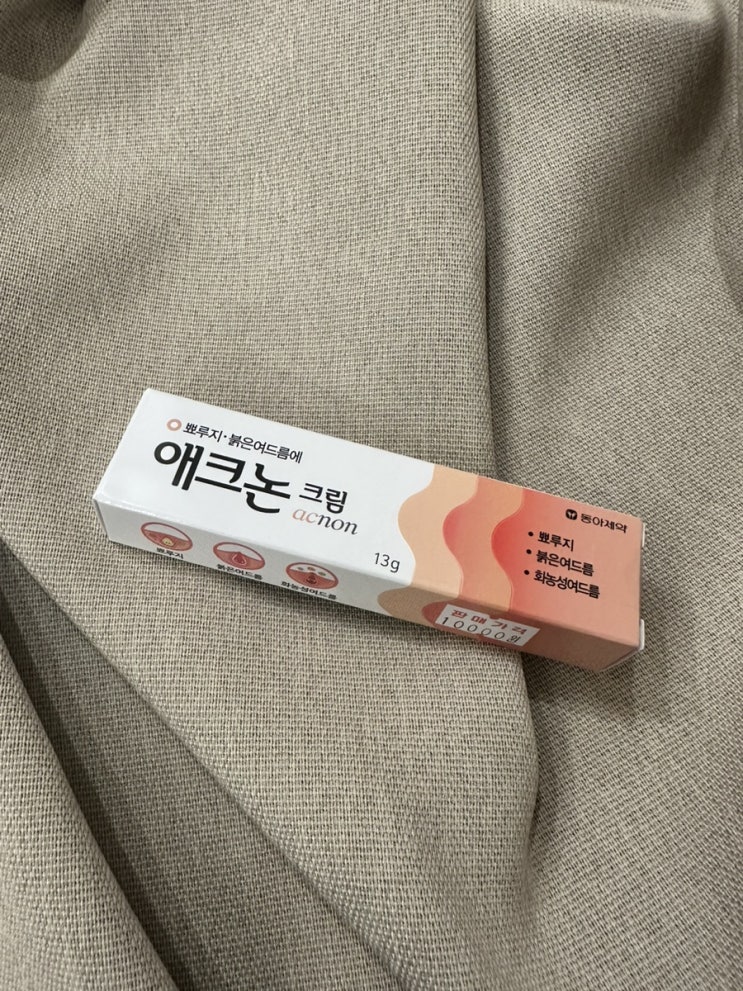 뾰루지·붉은여드름에
애크논 크림
acnon
13g
동아제약
• 뾰루지
• 붉은여드름
• 화농성여드름
뾰루지
붉은여드름
화농성여드름
판매가격
10000원